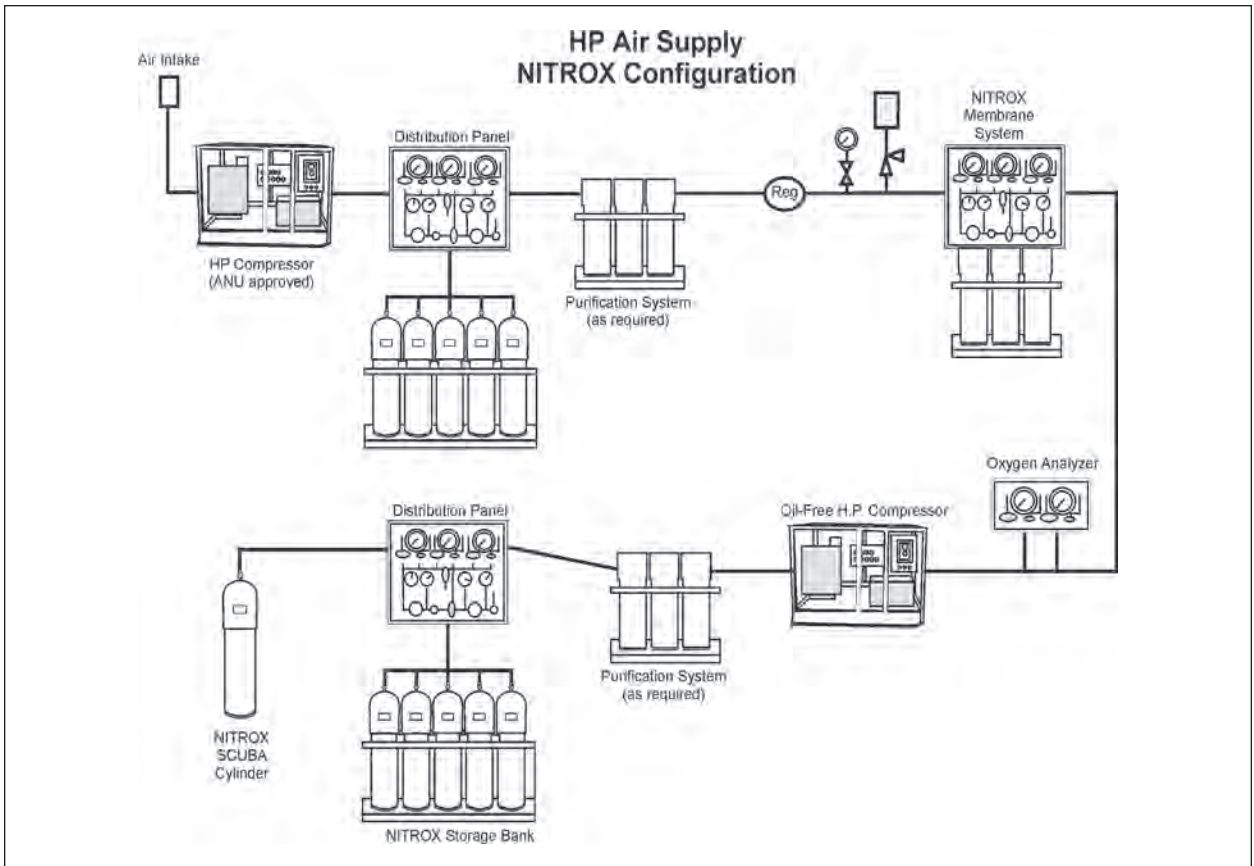 HP Air Supply
NITROX Configuration
Air Intake
HP Compressor
(ANU approved)
Distribution Panel
Purification System
(as required)
Reg
NITROX
Membrane
System
Oxygen Analyzer
Oil-Free H.P. Compressor
Purification System
(as required)
Distribution Panel
NITROX Storage Bank
NITROX
SCUBA
Cylinder